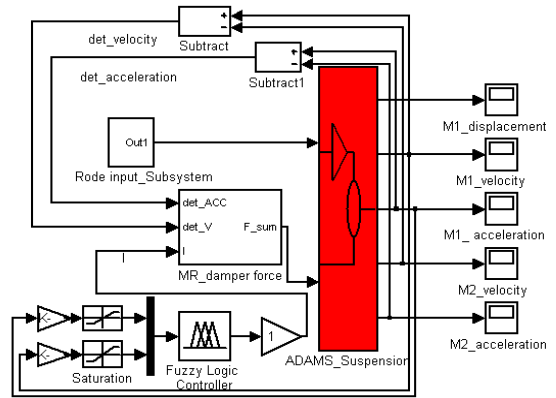 +
-
Subtract
det_velocity
+
-
Subtract1
det_acceleration
Out1
Rode input_Subsystem
M1_displacement
M1_velocity
det_ACC
det_V
I
F_sum
MR_damper force
I
M1_ acceleration
M2_velocity
M2_acceleration
ADAMS_Suspension
K-
K-
Saturation
Fuzzy Logic
Controller
1